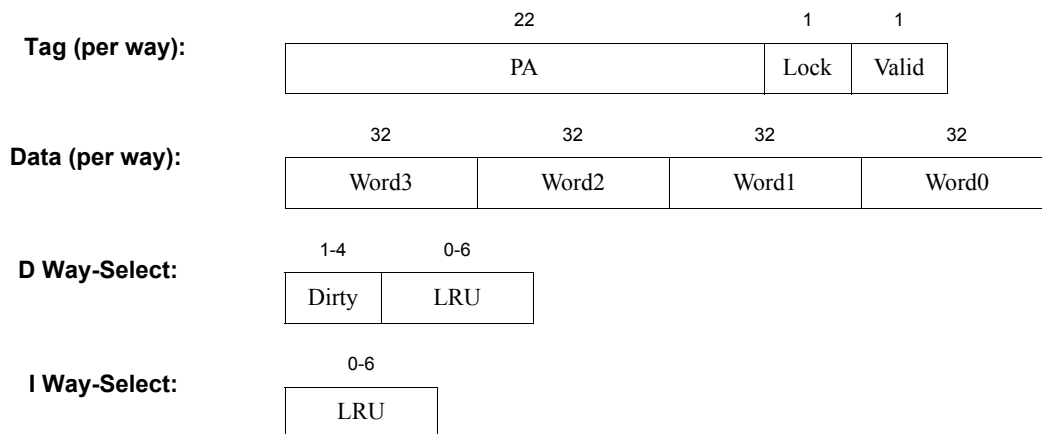 22 1 1
Tag (per way): PA Lock Valid
32 32 32 32
Data (per way): Word3 Word2 Word1 Word0
1-4 0-6
D Way-Select: Dirty LRU
0-6
I Way-Select: LRU